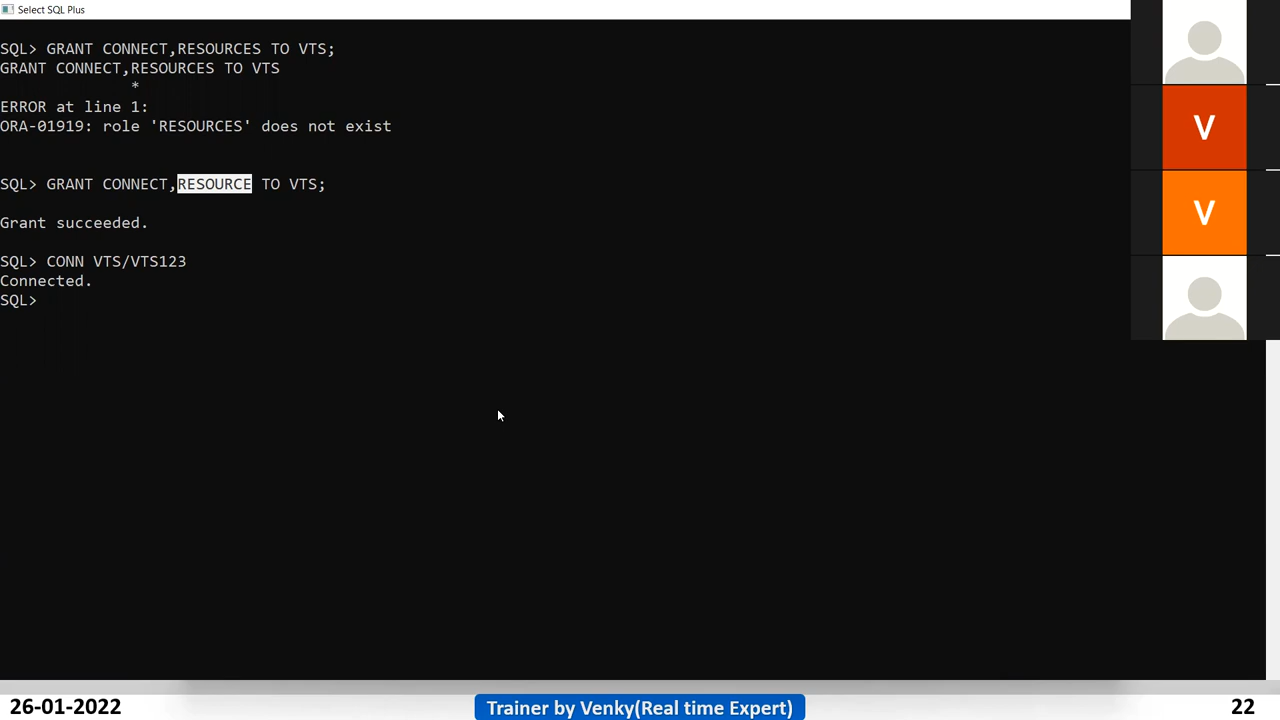 Select SQL Plus
SQL> GRANT CONNECT,RESOURCES TO VTS;
GRANT CONNECT,RESOURCES TO VTS
*
ERROR at line 1:
ORA-01919: role 'RESOURCES' does not exist
SQL> GRANT CONNECT,RESOURCE TO VTS;
Grant succeeded.
SQL> CONN VTS/VTS123
Connected.
SQL>
V
V
26-01-2022
Trainer by Venky(Real time Expert)
22